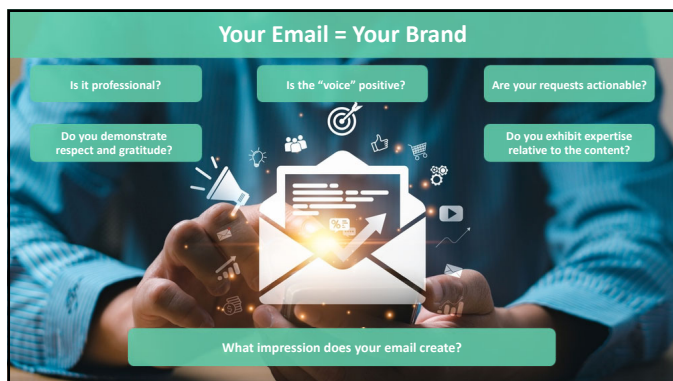 Your Email = Your Brand
Is it professional?
Is the “voice” positive?
Are your requests actionable?
Do you demonstrate
respect and gratitude?
Do you exhibit expertise
relative to the content?
What impression does your email create?